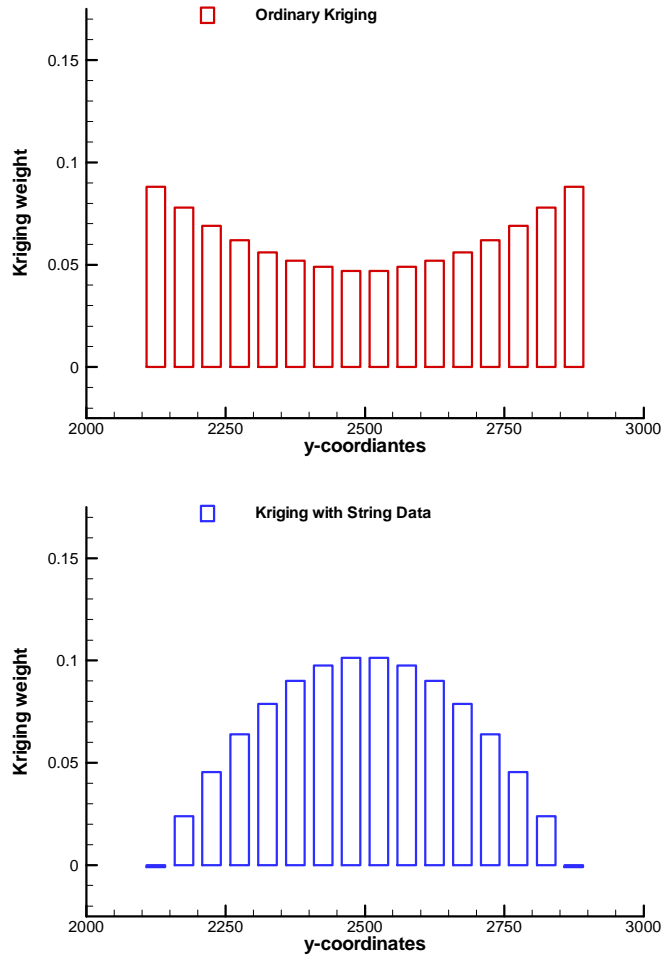 Ordinary Kriging
0.15
0.1
0.05
0
Kriging weight
2000 2250 2500 2750 3000
y-coordiantes
Kriging with String Data
0.15
0.1
0.05
0
Kriging weight
2000 2250 2500 2750 3000
y-coordinates